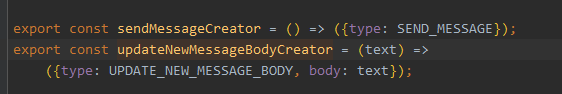 export const sendMessageCreator = () => ({type: SEND_MESSAGE});
export const updateNewMessageBodyCreator = (text) =>
    ({type: UPDATE_NEW_MESSAGE_BODY, body: text});